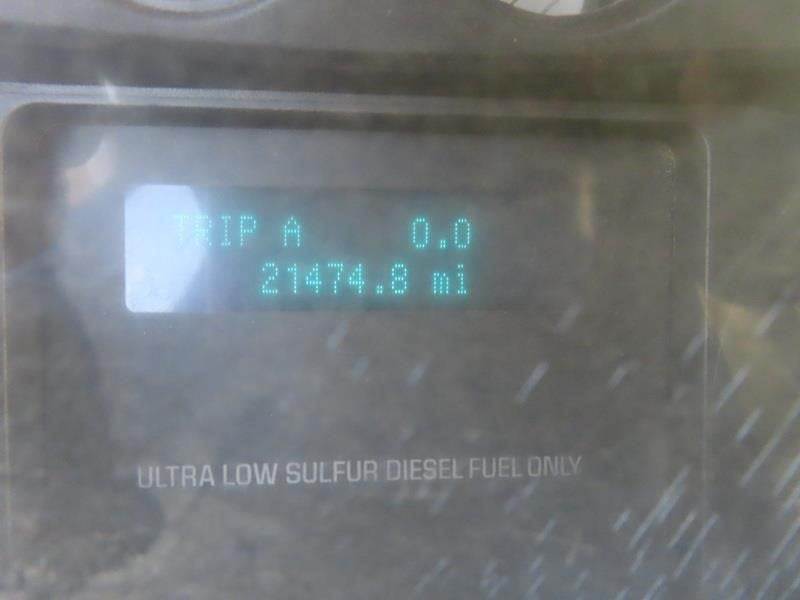 TRIP A 0.0
21474.8 mi
ULTRA LOW SULFUR DIESEL FUEL ONLY